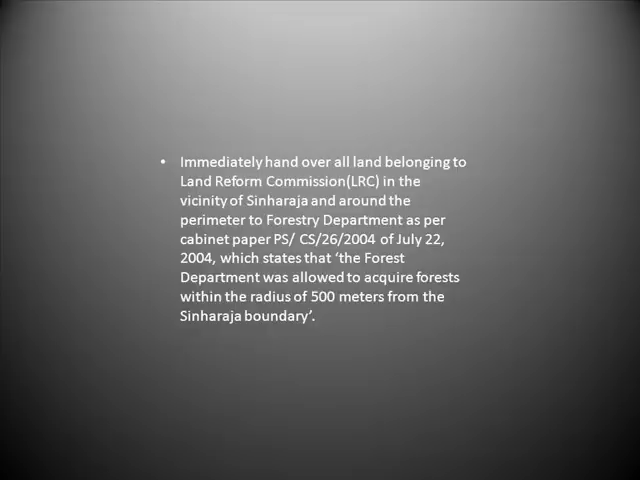 • Immediately hand over all land belonging to
Land Reform Commission(LRC) in the
vicinity of Sinharaja and around the
perimeter to Forestry Department as per
cabinet paper PS/ CS/26/2004 of July 22,
2004, which states that ‘the Forest
Department was allowed to acquire forests
within the radius of 500 meters from the
Sinharaja boundary’.